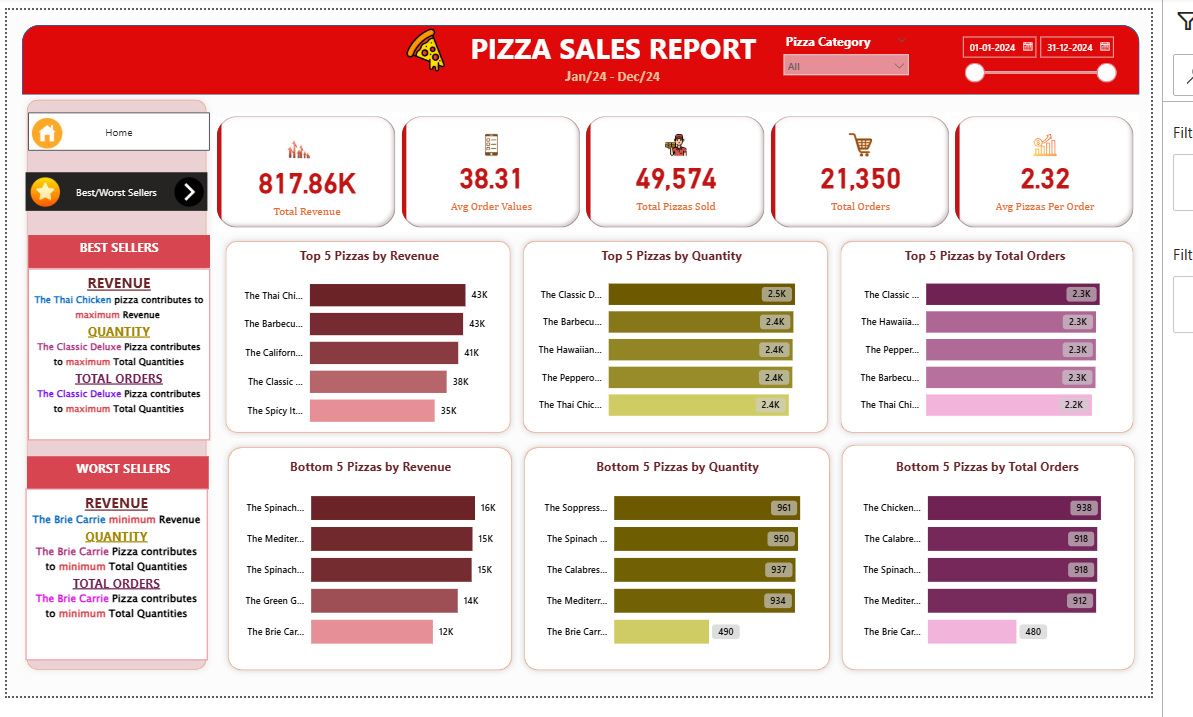 PIZZA SALES REPORT
Jan/24 - Dec/24
Pizza Category
All
01-01-2024
31-12-2024
Filt
Filt
Home
Best/Worst Sellers
817.86K
Total Revenue
38.31
Avg Order Values
49,574
Total Pizzas Sold
21,350
Total Orders
2.32
Avg Pizzas Per Order
BEST SELLERS
REVENUE
The Thai Chicken pizza contributes to
maximum Revenue
QUANTITY
The Classic Deluxe Pizza contributes
to maximum Total Quantities
TOTAL ORDERS
The Classic Deluxe Pizza contributes
to maximum Total Quantities
WORST SELLERS
REVENUE
The Brie Carrie minimum Revenue
QUANTITY
The Brie Carrie Pizza contributes
to minimum Total Quantities
TOTAL ORDERS
The Brie Carrie Pizza contributes
to minimum Total Quantities
Top 5 Pizzas by Revenue
The Thai Chi... 43K
The Barbecu... 43K
The Californ... 41K
The Classic ... 38K
The Spicy It... 35K
Top 5 Pizzas by Quantity
The Classic D... 2.5K
The Barbecu... 2.4K
The Hawaiian... 2.4K
The Peppero... 2.4K
The Thai Chic... 2.4K
Top 5 Pizzas by Total Orders
The Classic ... 2.3K
The Hawaiia... 2.3K
The Pepper... 2.3K
The Barbecu... 2.3K
The Thai Chi... 2.2K
Bottom 5 Pizzas by Revenue
The Spinach... 16K
The Mediter... 15K
The Spinach... 15K
The Green G... 14K
The Brie Car... 12K
Bottom 5 Pizzas by Quantity
The Soppress... 961
The Spinach ... 950
The Calabres... 937
The Mediterr... 934
The Brie Carr... 490
Bottom 5 Pizzas by Total Orders
The Chicken... 938
The Calabre... 918
The Spinach... 918
The Mediter... 912
The Brie Car... 480